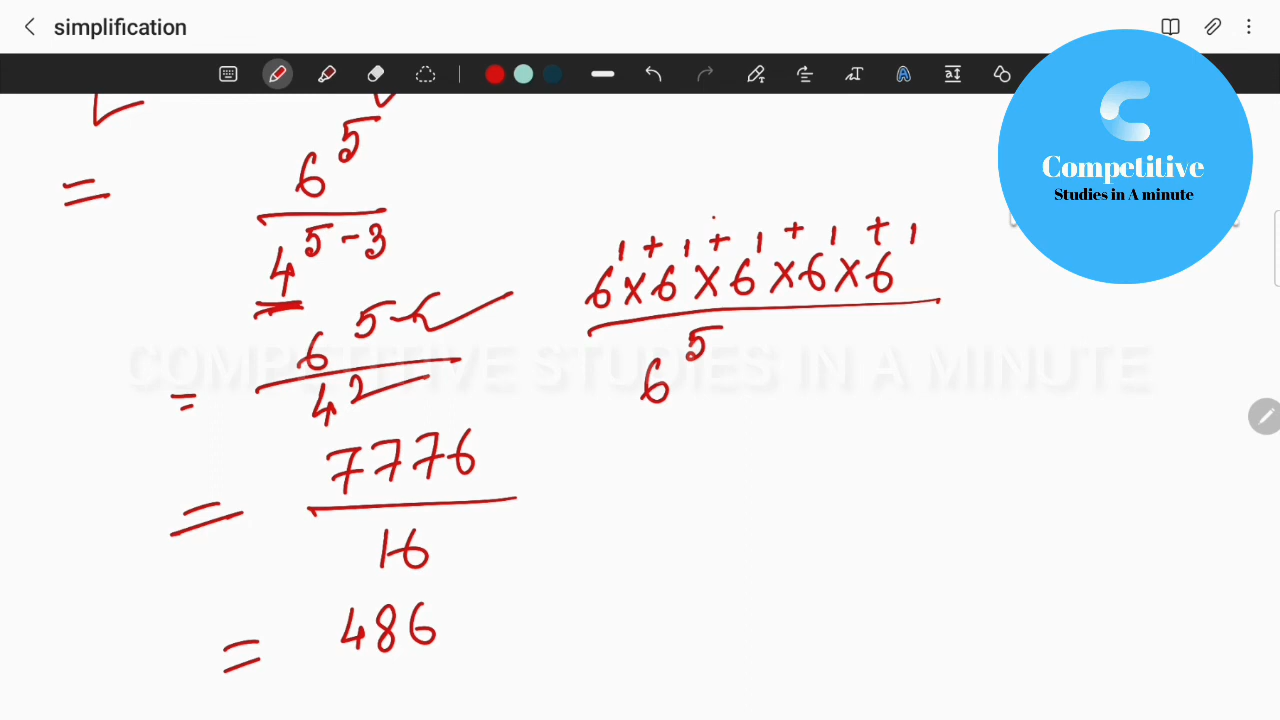 simplification
Competitive
Studies in A minute
6^5
=
4^(5-3)
1 + 1 + 1 + 1 + 1
6×6×6×6×6
6^5
6^5
=
4^2
COMPETITIVE STUDIES IN A MINUTE
7776
=
16
= 486